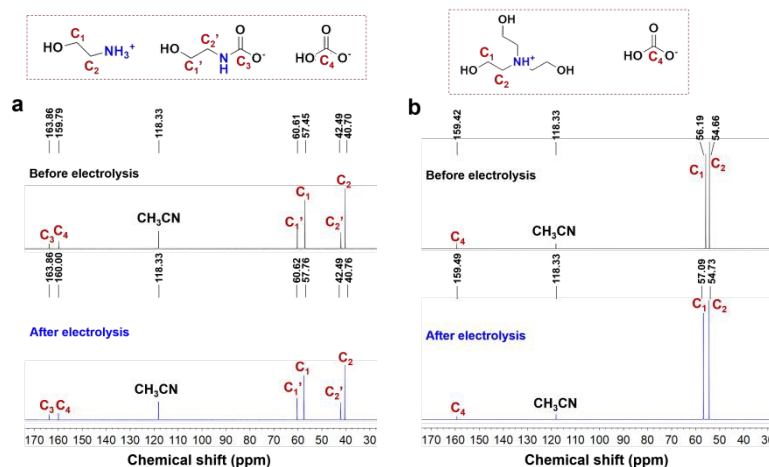 HO
C₁
C₂
NH₃⁺
HO
C₁'
C₂'
N
H
O
C₃
O⁻
O
HO
C₄
O⁻
OH
C₁
HO
C₂
NH⁺
OH
O
HO
C₄
O⁻
a
163.86
159.79
118.33
60.61
57.45
42.49
40.70
Before electrolysis
C₃
C₄
CH₃CN
C₁'
C₁
C₂'
C₂
163.86
160.00
118.33
60.62
57.76
42.49
40.76
After electrolysis
C₃
C₄
CH₃CN
C₁'
C₁
C₂'
C₂
170 160 150 140 130 120 110 100 90 80 70 60 50 40 30
Chemical shift (ppm)
b
159.42
118.33
56.19
54.66
Before electrolysis
C₄
CH₃CN
C₁
C₂
159.49
118.33
57.09
54.73
After electrolysis
C₄
CH₃CN
C₁
C₂
170 160 150 140 130 120 110 100 90 80 70 60 50 40 30
Chemical shift (ppm)